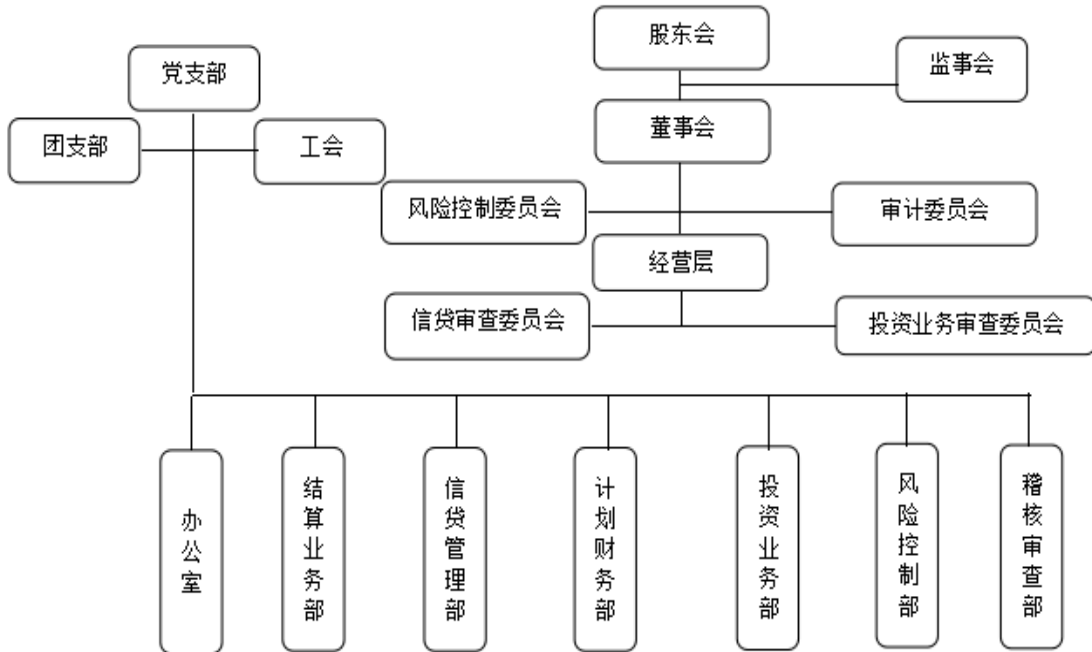 股东会
监事会
党支部
董事会
团支部
工会
风险控制委员会
审计委员会
经营层
信贷审查委员会
投资业务审查委员会
办公室
结算业务部
信贷管理部
计划财务部
投资业务部
风险控制部
稽核审查部